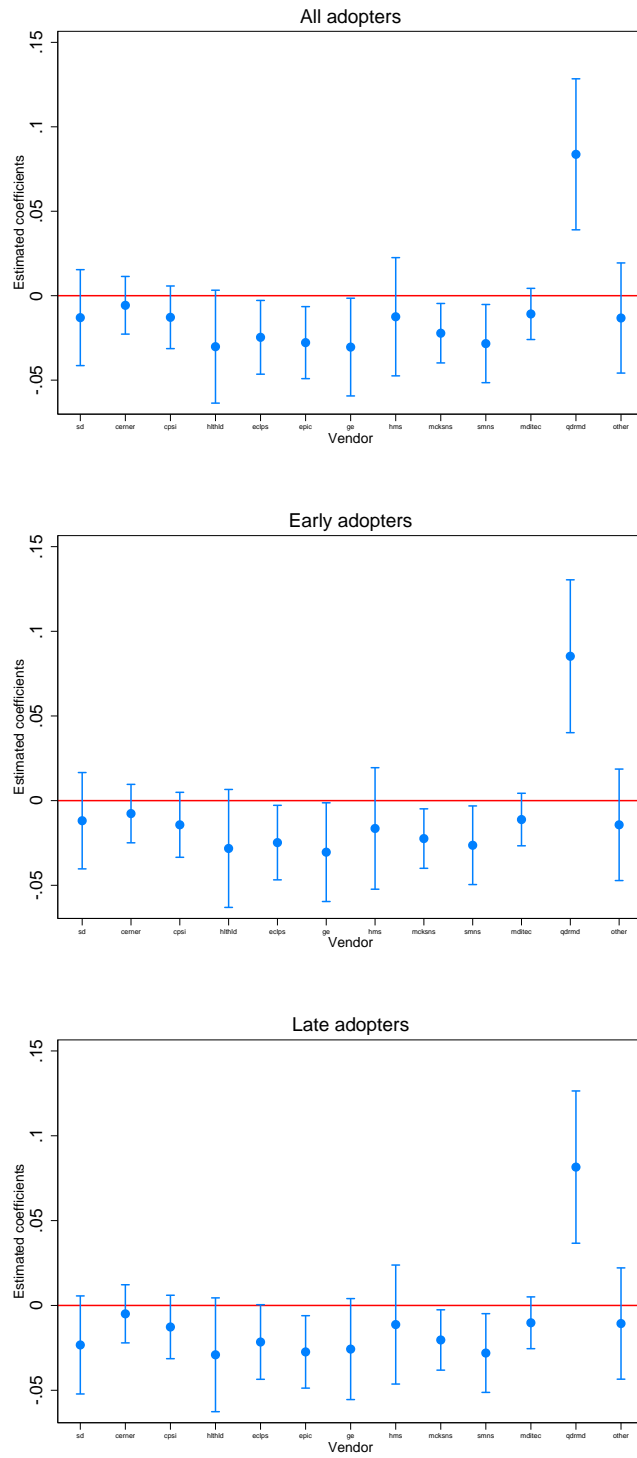 All adopters
Estimated coefficients
.15
.1
.05
0
-.05
sd cerner cpsi hlthld eclps epic ge hms mcksns smns mditec qdrmd other
Vendor
Early adopters
Estimated coefficients
.15
.1
.05
0
-.05
sd cerner cpsi hlthld eclps ge hms mcksns smns mditec qdrmd other
Vendor
Late adopters
Estimated coefficients
.15
.1
.05
0
-.05
sd cerner cpsi hlthld eclps epic ge hms mcksns smns mditec qdrmd other
Vendor